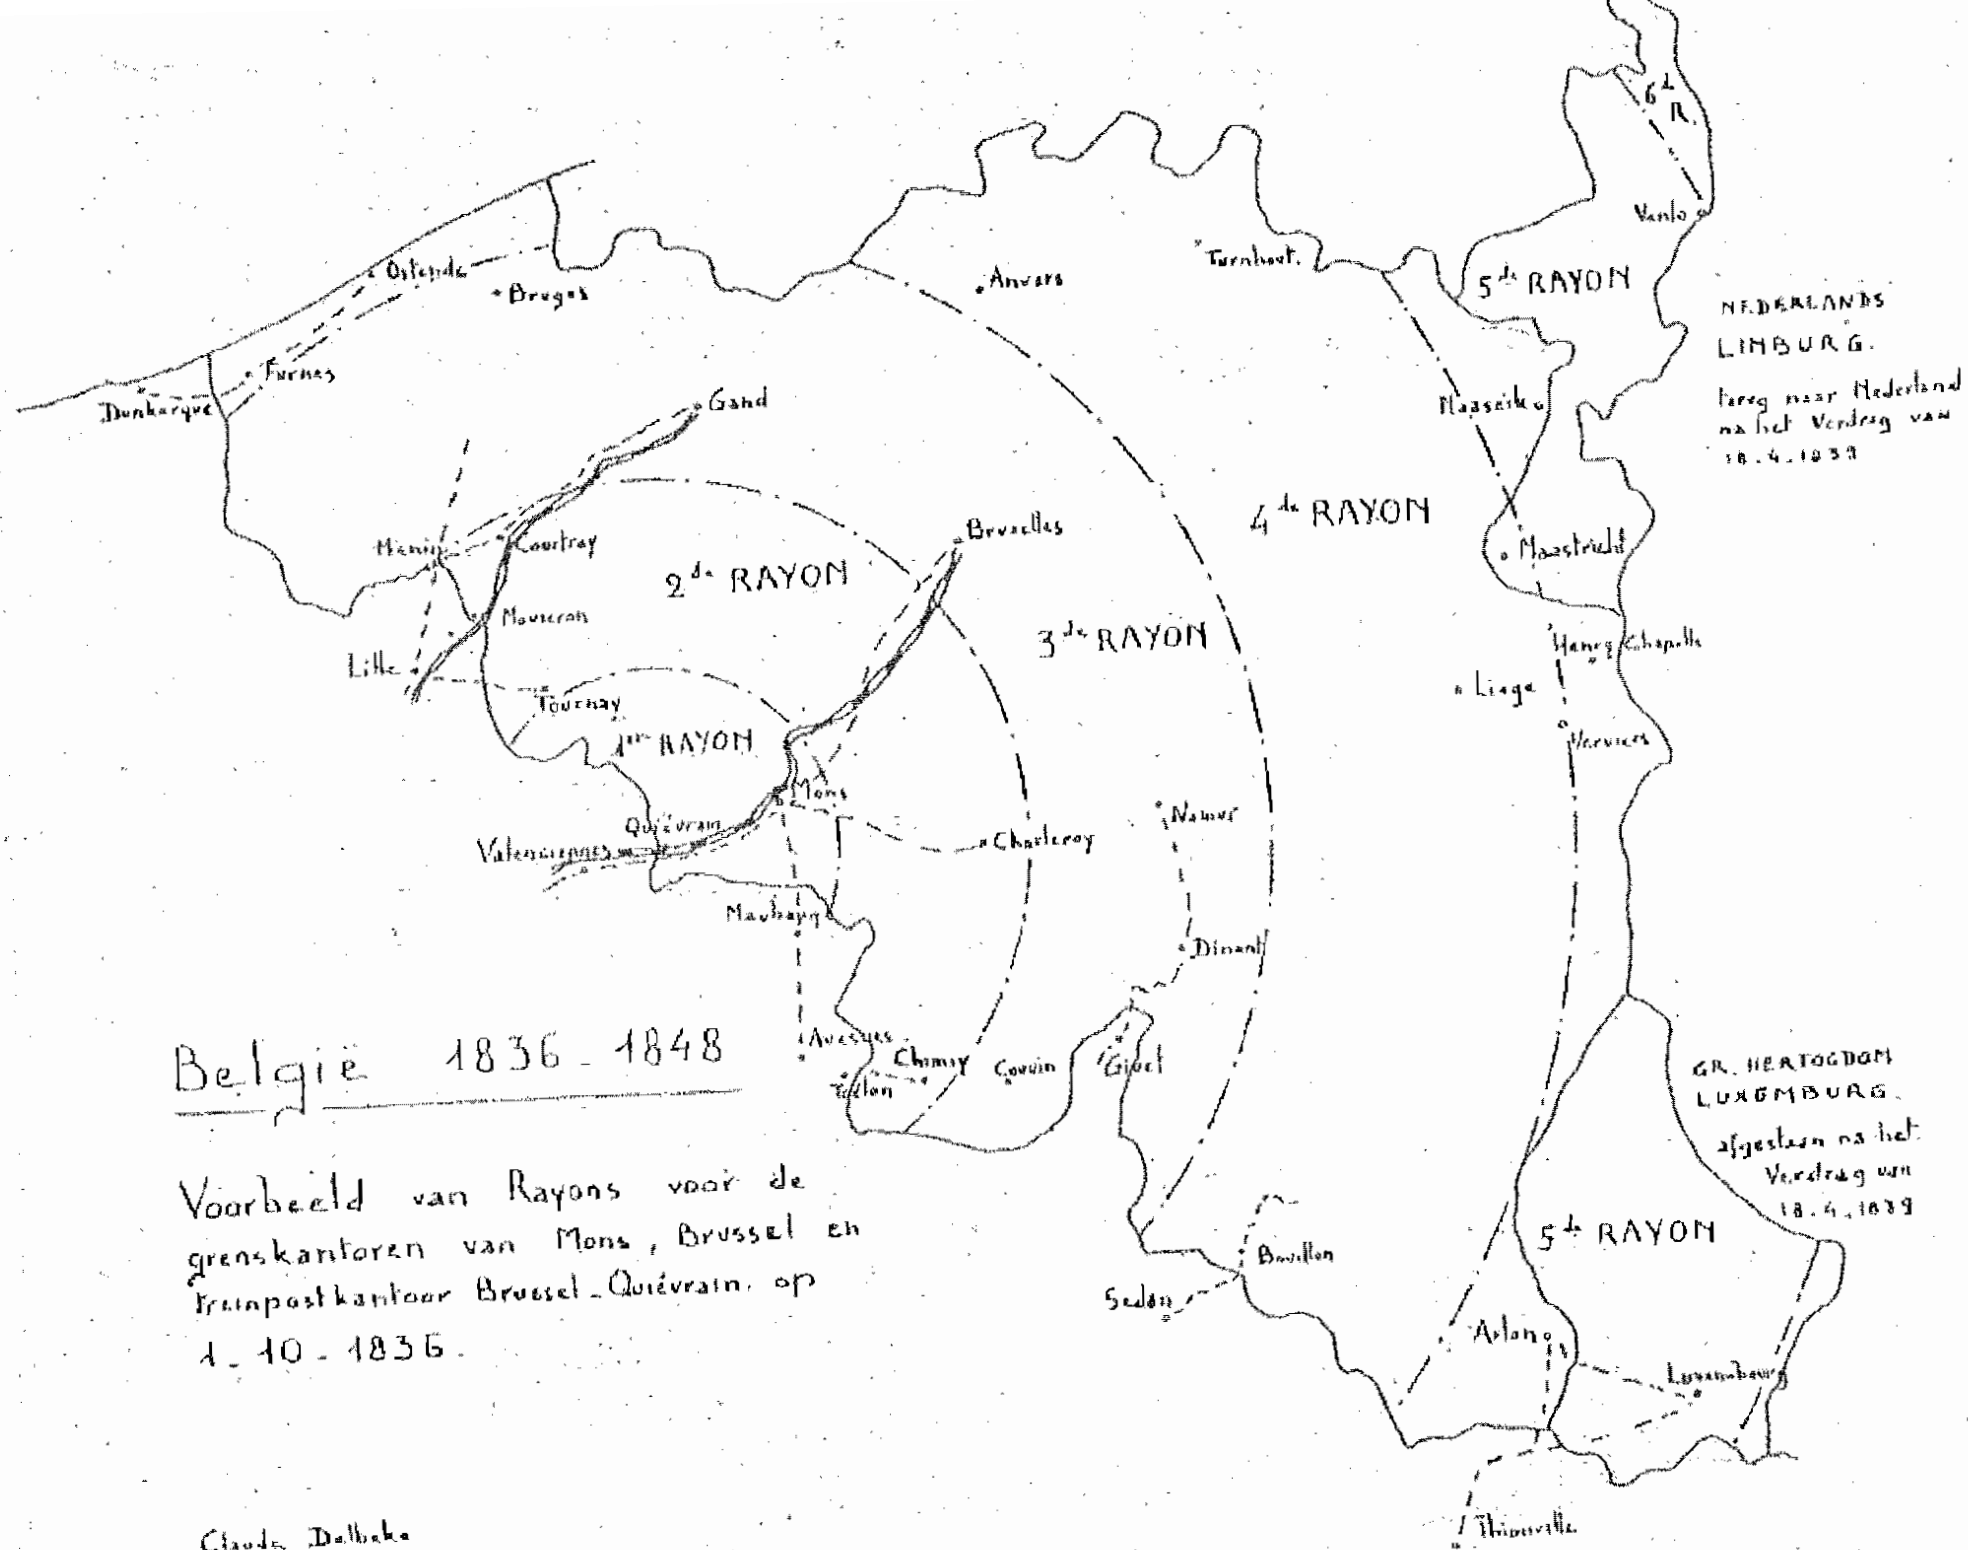 6de R.
Venlo
Turnhout.
5de RAYON
Anvers
Ostende
Bruges
NEDERLANDS
LIMBURG.
Furnes
Dunkerque
terug naar Nederland
na het Verdrag van
18.4.1839
Gand
Maaseik
4de RAYON
Bruxelles
Menin
Courtray
Maastricht
2de RAYON
Mouscron
3de RAYON
Henry Chapelle
Lille
Liege
Tournay
1er RAYON
Verviers
Mons
Namur
Quiévrain
Valenciennes
Charleroy
Maubeuge
Dinant
België 1836-1848
Avesnes
Chimay
Couvin
Givet
Trélon
GR. HERTOGDOM
LUXEMBURG.
afgestaan na het
Verdrag van
18.4.1839
Voorbeeld van Rayons voor de
grenskantoren van Mons, Brussel en
treinpostkantoor Brussel-Quiévrain. op
1-10-1836.
5de RAYON
Bouillon
Sedan
Arlon
Luxembourg
Thionville
Claude Delbeke